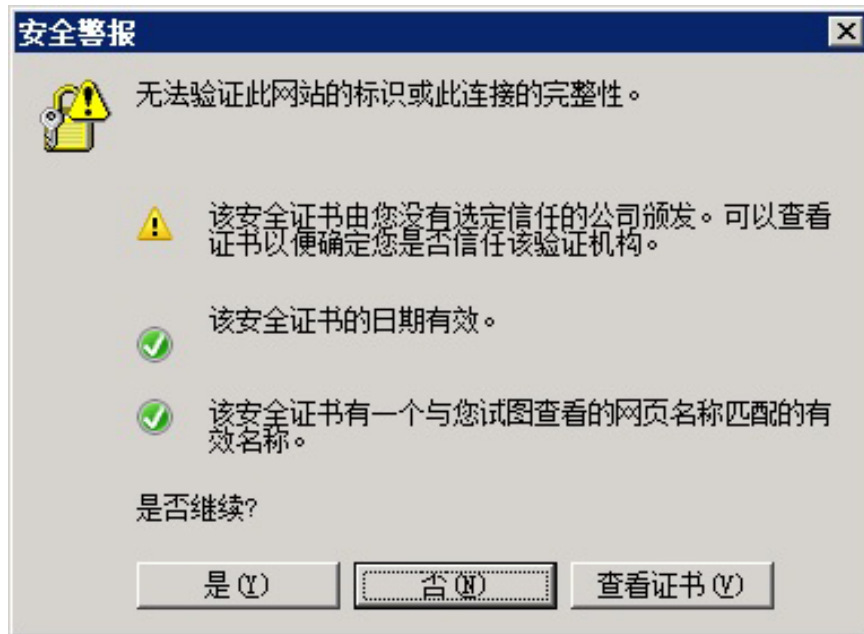 安全警报
无法验证此网站的标识或此连接的完整性。
该安全证书由您没有选定信任的公司颁发。可以查看
证书以便确定您是否信任该验证机构。
该安全证书的日期有效。
该安全证书有一个与您试图查看的网页名称匹配的有
效名称。
是否继续?
是(Y) 否(N) 查看证书(V)